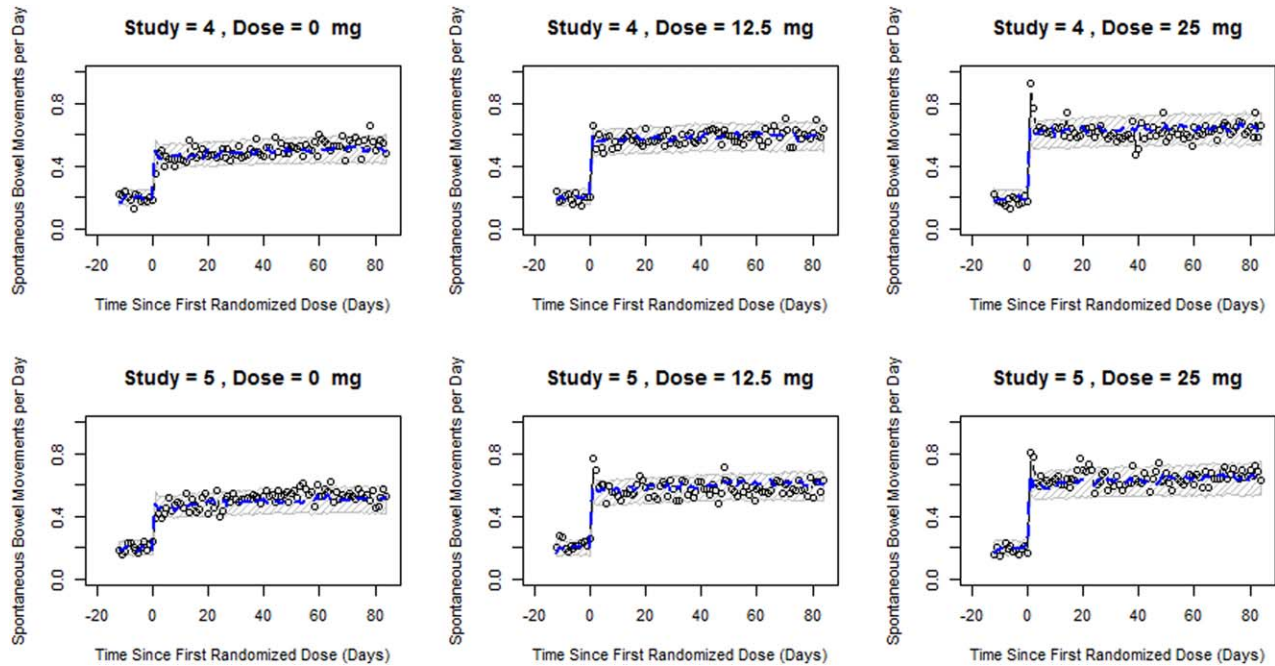 Study = 4 , Dose = 0 mg
Spontaneous Bowel Movements per Day
0.0 0.4 0.8
-20 0 20 40 60 80
Time Since First Randomized Dose (Days)
Study = 4 , Dose = 12.5 mg
Spontaneous Bowel Movements per Day
0.0 0.4 0.8
-20 0 20 40 60 80
Time Since First Randomized Dose (Days)
Study = 4 , Dose = 25 mg
Spontaneous Bowel Movements per Day
0.0 0.4 0.8
-20 0 20 40 60 80
Time Since First Randomized Dose (Days)
Study = 5 , Dose = 0 mg
Spontaneous Bowel Movements per Day
0.0 0.4 0.8
-20 0 20 40 60 80
Time Since First Randomized Dose (Days)
Study = 5 , Dose = 12.5 mg
Spontaneous Bowel Movements per Day
0.0 0.4 0.8
-20 0 20 40 60 80
Time Since First Randomized Dose (Days)
Study = 5 , Dose = 25 mg
Spontaneous Bowel Movements per Day
0.0 0.4 0.8
-20 0 20 40 60 80
Time Since First Randomized Dose (Days)